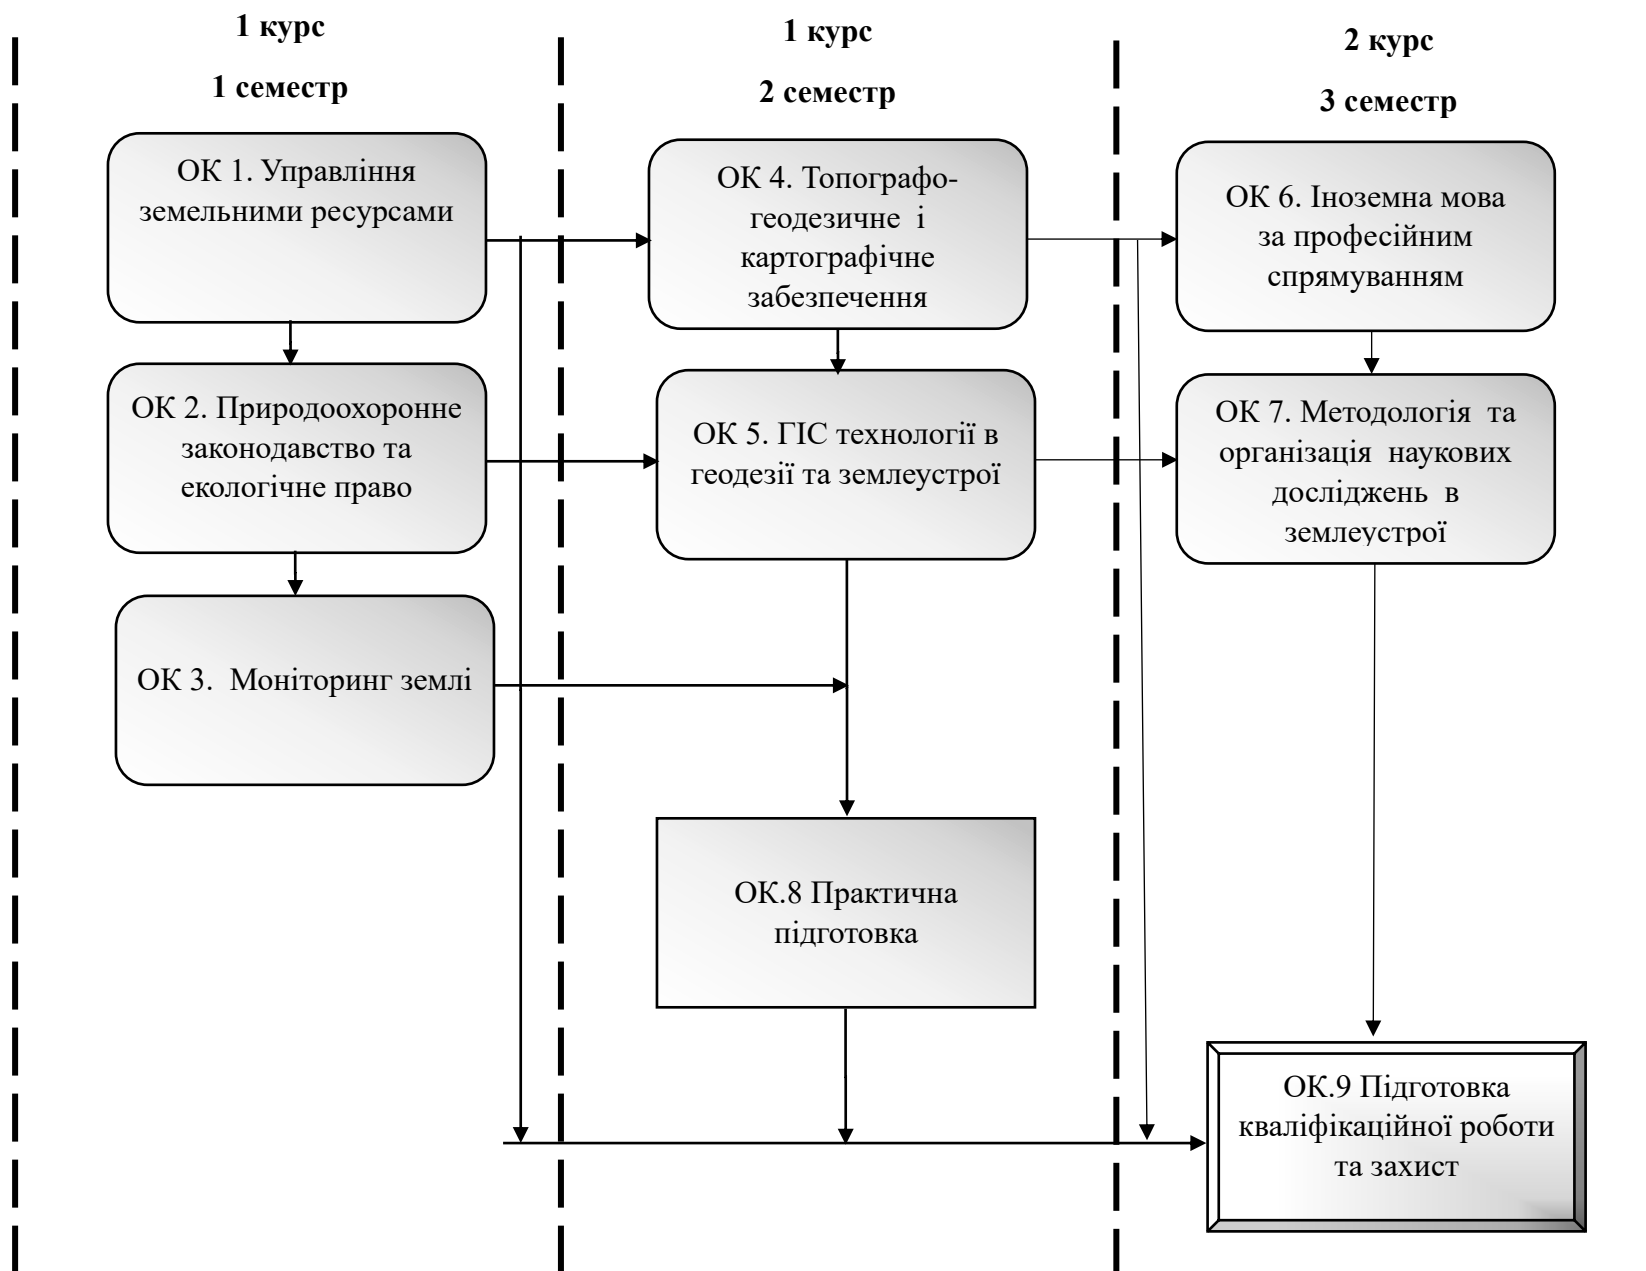 1 курс
1 семестр
ОК 1. Управління
земельними ресурсами
ОК 2. Природоохоронне
законодавство та
екологічне право
ОК 3. Моніторинг землі
1 курс
2 семестр
ОК 4. Топографо-
геодезичне і
картографічне
забезпечення
ОК 5. ГІС технології в
геодезії та землеустрої
ОК.8 Практична
підготовка
2 курс
3 семестр
ОК 6. Іноземна мова
за професійним
спрямуванням
ОК 7. Методологія та
організація наукових
досліджень в
землеустрої
ОК.9 Підготовка
кваліфікаційної роботи
та захист